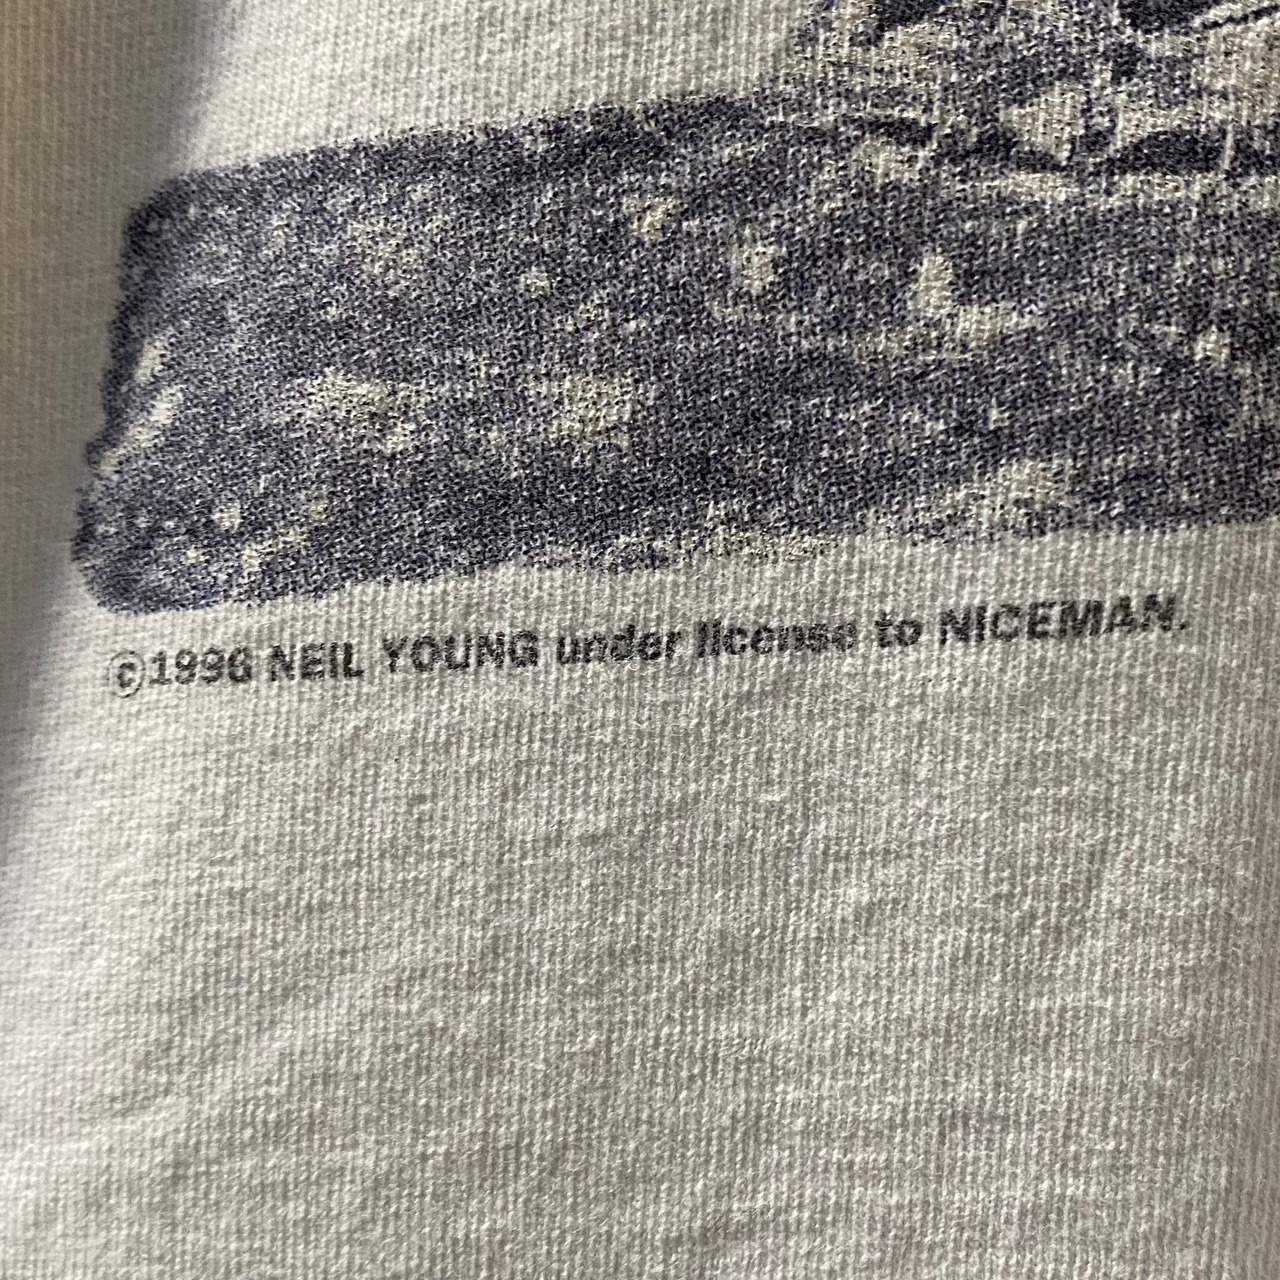 ©1996 NEIL YOUNG under license to NICEMAN.